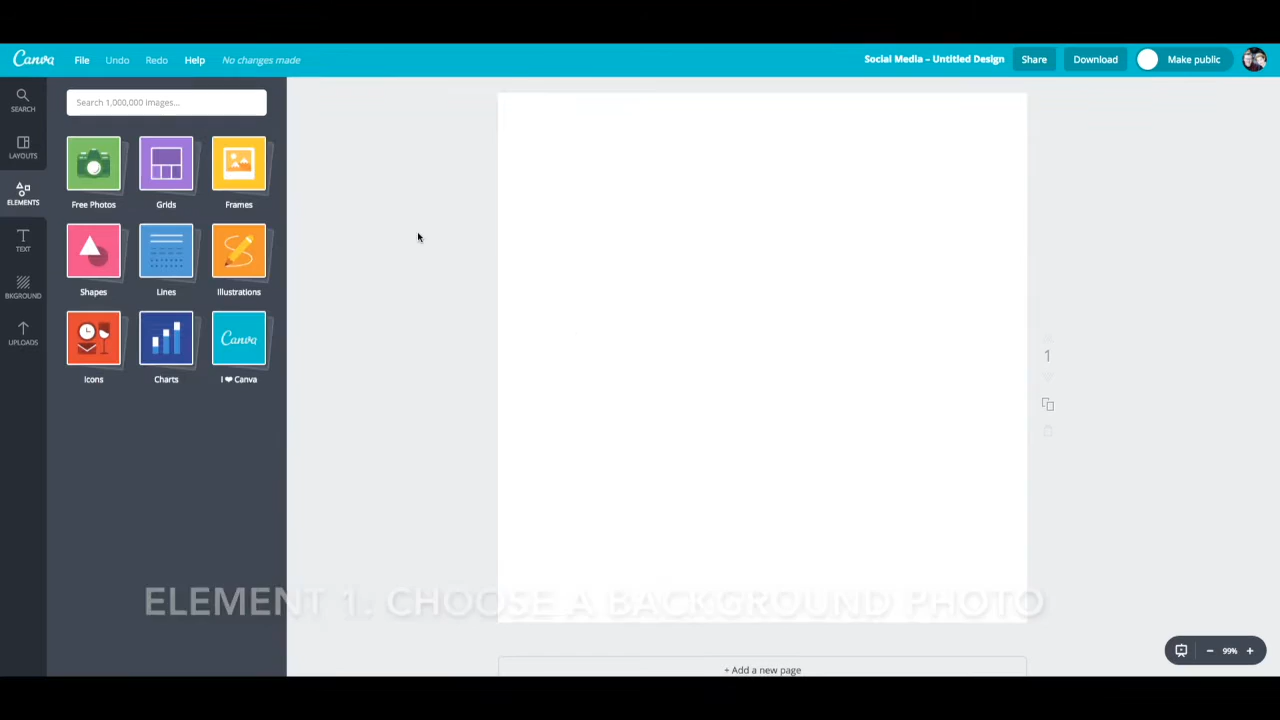 Canva File Undo Redo Help No changes made Social Media – Untitled Design Share Download Make public
SEARCH
LAYOUTS
ELEMENTS
TEXT
BKGROUND
UPLOADS
Search 1,000,000 images...
Free Photos Grids Frames
Shapes Lines Illustrations
Canva
Icons Charts I ❤ Canva
1
ELEMENT 1: CHOOSE A BACKGROUND PHOTO
99%
+ Add a new page